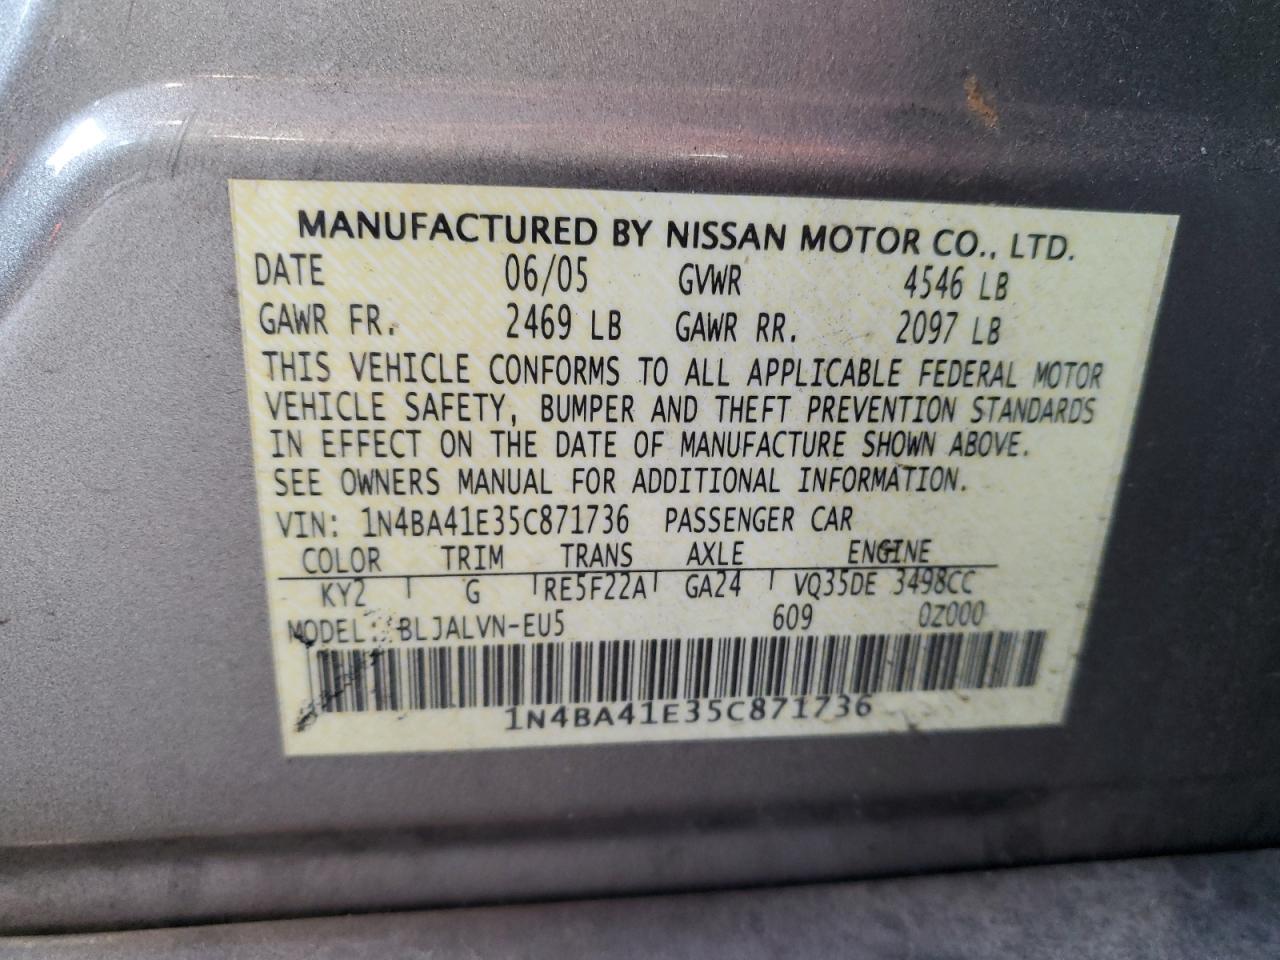 MANUFACTURED BY NISSAN MOTOR CO., LTD.
DATE 06/05 GVWR 4546 LB
GAWR FR. 2469 LB GAWR RR. 2097 LB
THIS VEHICLE CONFORMS TO ALL APPLICABLE FEDERAL MOTOR
VEHICLE SAFETY, BUMPER AND THEFT PREVENTION STANDARDS
IN EFFECT ON THE DATE OF MANUFACTURE SHOWN ABOVE.
SEE OWNERS MANUAL FOR ADDITIONAL INFORMATION.
VIN: 1N4BA41E35C871736 PASSENGER CAR
COLOR TRIM TRANS AXLE ENGINE
KY2 G RE5F22A GA24 VQ35DE 3498CC
MODEL: BLJALVN-EU5 609 0Z000
1N4BA41E35C871736